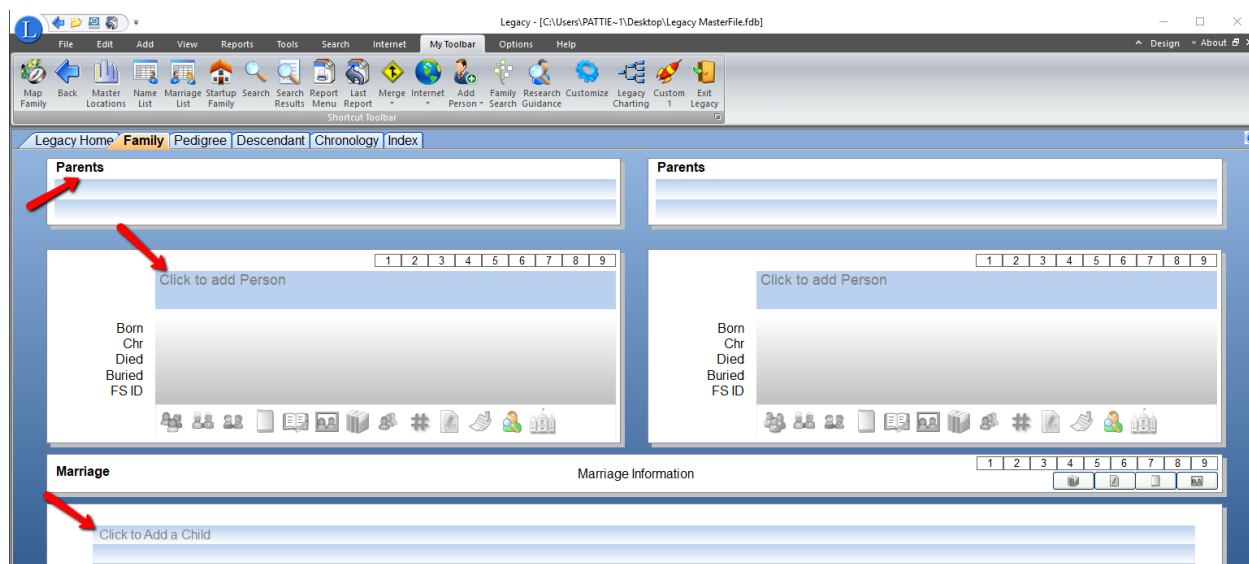 L
Legacy - [C:\Users\PATTIE~1\Desktop\Legacy MasterFile.fdb]
File Edit Add View Reports Tools Search Internet My Toolbar Options Help Design About
Map Family Back Master Locations Name List Marriage List Startup Family Search Search Results Report Menu Last Report Merge Internet Add Person Family Search Research Guidance Customize Legacy Charting Custom 1 Exit Legacy
Shortcut Toolbar
Legacy Home Family Pedigree Descendant Chronology Index
Parents Parents
1 2 3 4 5 6 7 8 9 1 2 3 4 5 6 7 8 9
Click to add Person Click to add Person
Born Born
Chr Chr
Died Died
Buried Buried
FS ID FS ID
1 2 3 4 5 6 7 8 9
Marriage Marriage Information
Click to Add a Child